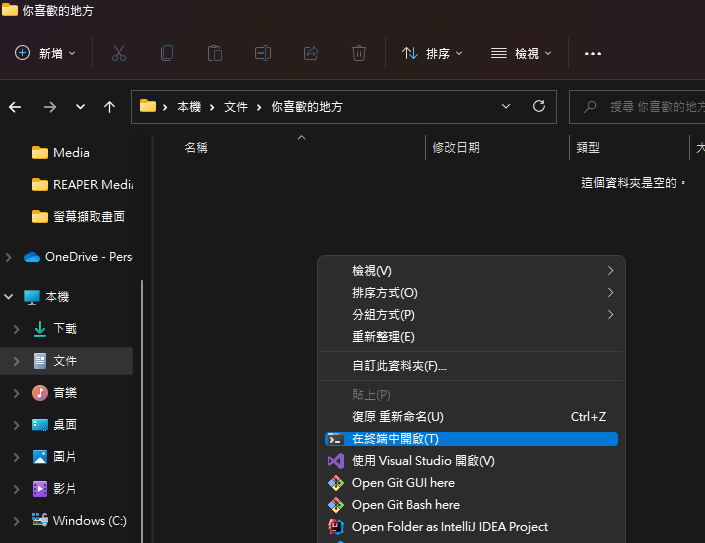 你喜歡的地方
新增
排序
檢視
本機
文件
你喜歡的地方
搜尋 你喜歡的地方
名稱
修改日期
類型
這個資料夾是空的。
Media
REAPER Media
螢幕擷取畫面
OneDrive - Pers
本機
下載
文件
音樂
桌面
圖片
影片
Windows (C:)
檢視(V)
排序方式(O)
分組方式(P)
重新整理(E)
自訂此資料夾(F)...
貼上(P)
復原 重新命名(U) Ctrl+Z
在終端中開啟(T)
使用 Visual Studio 開啟(V)
Open Git GUI here
Open Git Bash here
Open Folder as IntelliJ IDEA Project